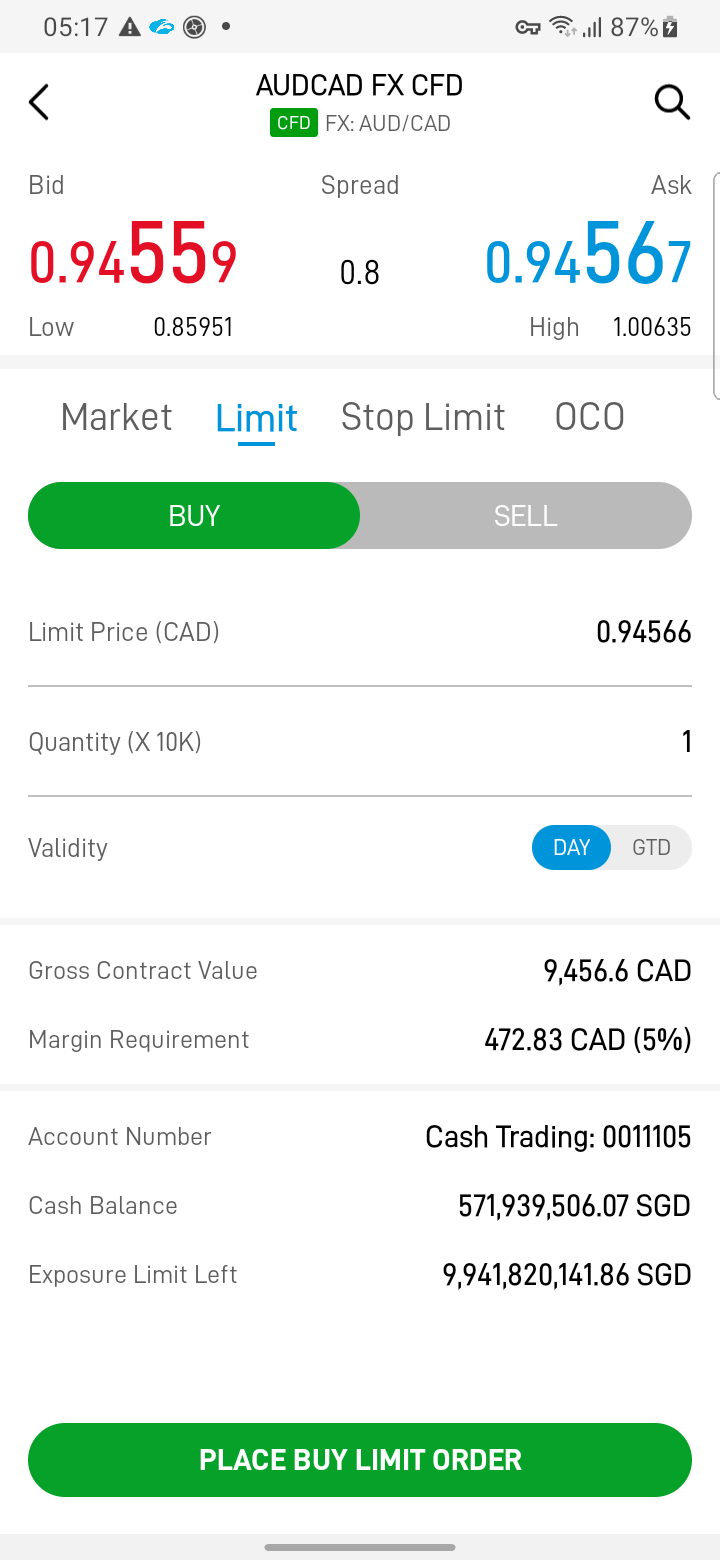 05:17 87%
AUDCAD FX CFD
CFD FX: AUD/CAD
Bid Spread Ask
0.94559 0.8 0.94567
Low 0.85951 High 1.00635
Market Limit Stop Limit OCO
BUY SELL
Limit Price (CAD) 0.94566
Quantity (X 10K) 1
Validity DAY GTD
Gross Contract Value 9,456.6 CAD
Margin Requirement 472.83 CAD (5%)
Account Number Cash Trading: 0011105
Cash Balance 571,939,506.07 SGD
Exposure Limit Left 9,941,820,141.86 SGD
PLACE BUY LIMIT ORDER